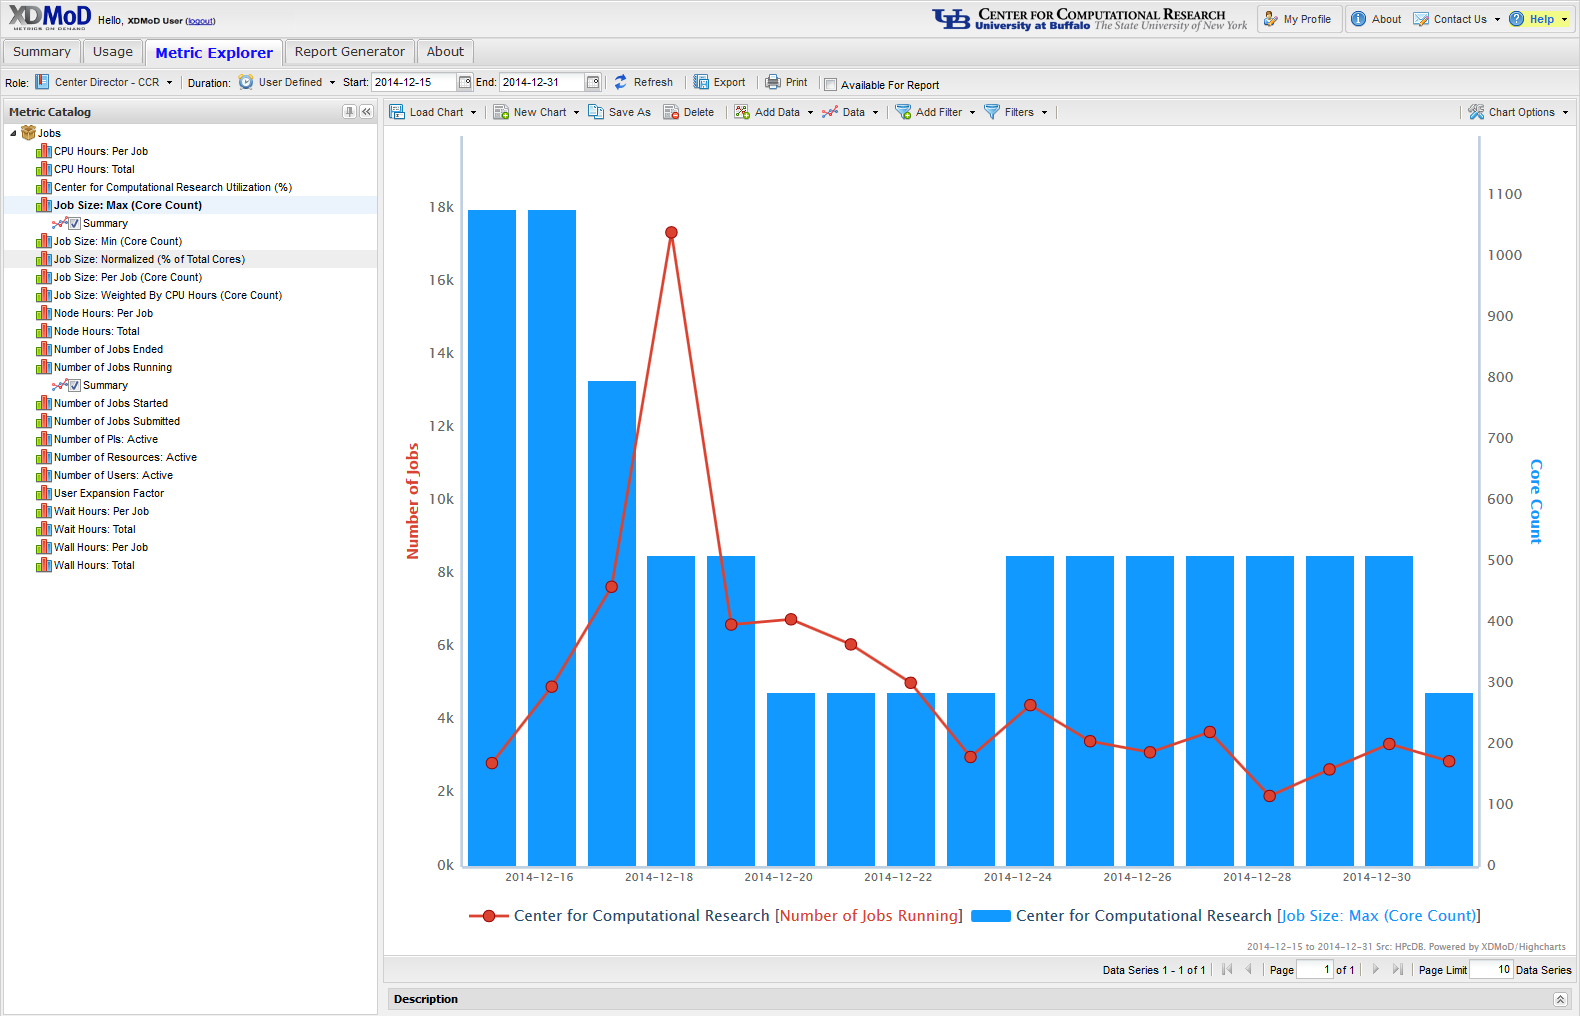 XDMoD
METRICS ON DEMAND
Hello, XDMoD User (logout)
UB CENTER FOR COMPUTATIONAL RESEARCH
University at Buffalo The State University of New York
My Profile
About
Contact Us
Help
Summary
Usage
Metric Explorer
Report Generator
About
Role: Center Director - CCR
Duration: User Defined
Start: 2014-12-15
End: 2014-12-31
Refresh
Export
Print
Available For Report
Metric Catalog
Jobs
CPU Hours: Per Job
CPU Hours: Total
Center for Computational Research Utilization (%)
Job Size: Max (Core Count)
Summary
Job Size: Min (Core Count)
Job Size: Normalized (% of Total Cores)
Job Size: Per Job (Core Count)
Job Size: Weighted By CPU Hours (Core Count)
Node Hours: Per Job
Node Hours: Total
Number of Jobs Ended
Number of Jobs Running
Summary
Number of Jobs Started
Number of Jobs Submitted
Number of PIs: Active
Number of Resources: Active
Number of Users: Active
User Expansion Factor
Wait Hours: Per Job
Wait Hours: Total
Wall Hours: Per Job
Wall Hours: Total
Load Chart
New Chart
Save As
Delete
Add Data
Data
Add Filter
Filters
Chart Options
Number of Jobs
18k
16k
14k
12k
10k
8k
6k
4k
2k
0k
1100
1000
900
800
700
600
500
400
300
200
100
0
Core Count
2014-12-16
2014-12-18
2014-12-20
2014-12-22
2014-12-24
2014-12-26
2014-12-28
2014-12-30
Center for Computational Research [Number of Jobs Running]
Center for Computational Research [Job Size: Max (Core Count)]
2014-12-15 to 2014-12-31 Src: HPcDB. Powered by XDMoD/Highcharts
Data Series 1 - 1 of 1
Page 1 of 1
Page Limit 10 Data Series
Description